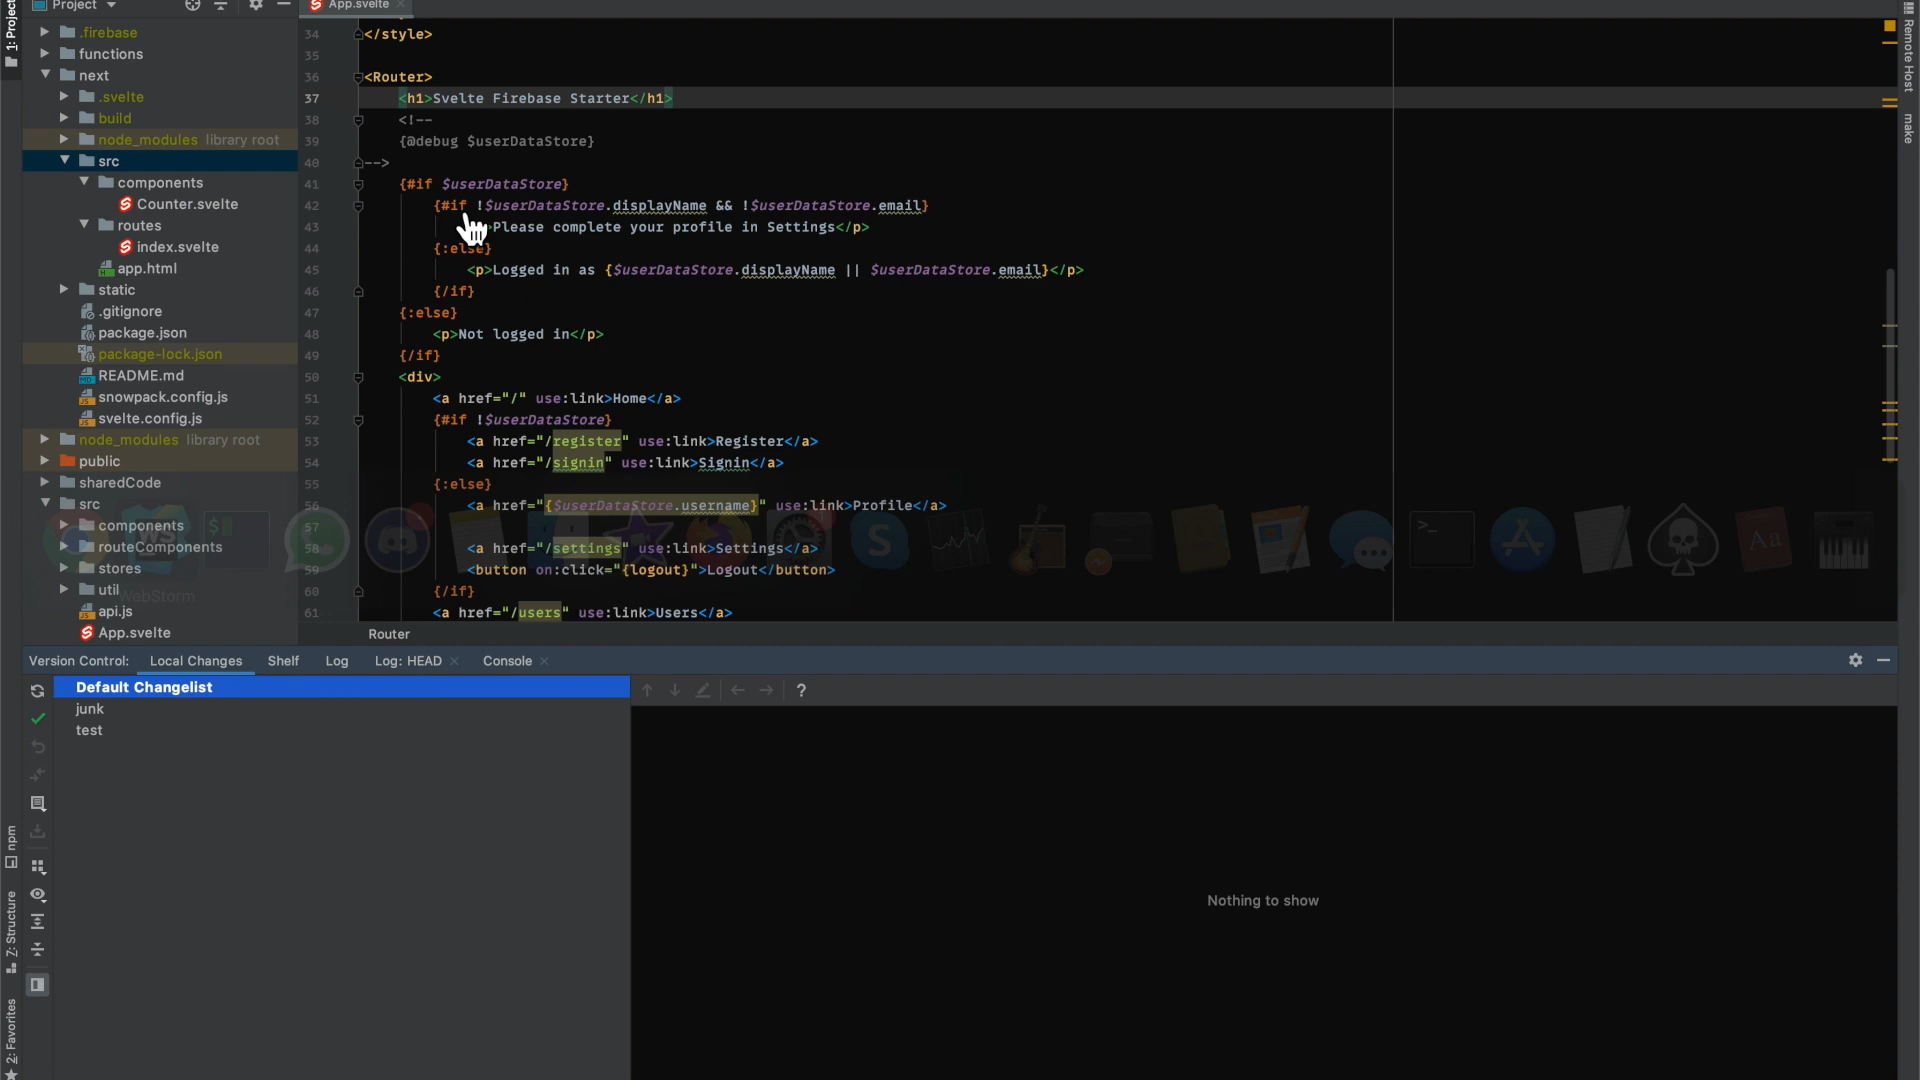 Project
App.svelte
1: Project
.firebase
functions
next
.svelte
build
node_modules library root
src
components
Counter.svelte
routes
index.svelte
app.html
static
.gitignore
package.json
package-lock.json
README.md
snowpack.config.js
svelte.config.js
node_modules library root
public
sharedCode
src
components
routeComponents
stores
util
api.js
App.svelte
WebStorm
34 </style>
35
36 <Router>
37 <h1>Svelte Firebase Starter</h1>
38 <!--
39 {@debug $userDataStore}
40 -->
41 {#if $userDataStore}
42 {#if !$userDataStore.displayName && !$userDataStore.email}
43 >Please complete your profile in Settings</p>
44 {:else}
45 <p>Logged in as {$userDataStore.displayName || $userDataStore.email}</p>
46 {/if}
47 {:else}
48 <p>Not logged in</p>
49 {/if}
50 <div>
51 <a href="/" use:link>Home</a>
52 {#if !$userDataStore}
53 <a href="/register" use:link>Register</a>
54 <a href="/signin" use:link>Signin</a>
55 {:else}
56 <a href="{$userDataStore.username}" use:link>Profile</a>
57
58 <a href="/settings" use:link>Settings</a>
59 <button on:click="{logout}">Logout</button>
60 {/if}
61 <a href="/users" use:link>Users</a>
Router
Remote Host
make
Version Control: Local Changes Shelf Log Log: HEAD Console
Default Changelist
junk
test
?
Nothing to show
npm
Z: Structure
2: Favorites
WS
$
S
>_
Aa